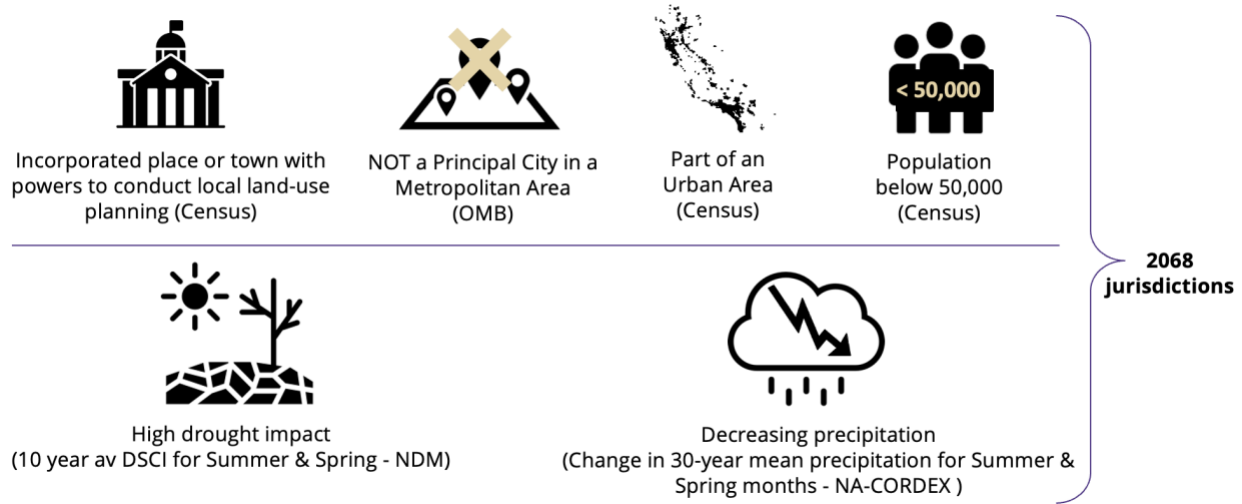 Incorporated place or town with
powers to conduct local land-use
planning (Census)
NOT a Principal City in a
Metropolitan Area
(OMB)
Part of an
Urban Area
(Census)
< 50,000
Population
below 50,000
(Census)
High drought impact
(10 year av DSCI for Summer & Spring - NDM)
Decreasing precipitation
(Change in 30-year mean precipitation for Summer &
Spring months - NA-CORDEX )
2068
jurisdictions